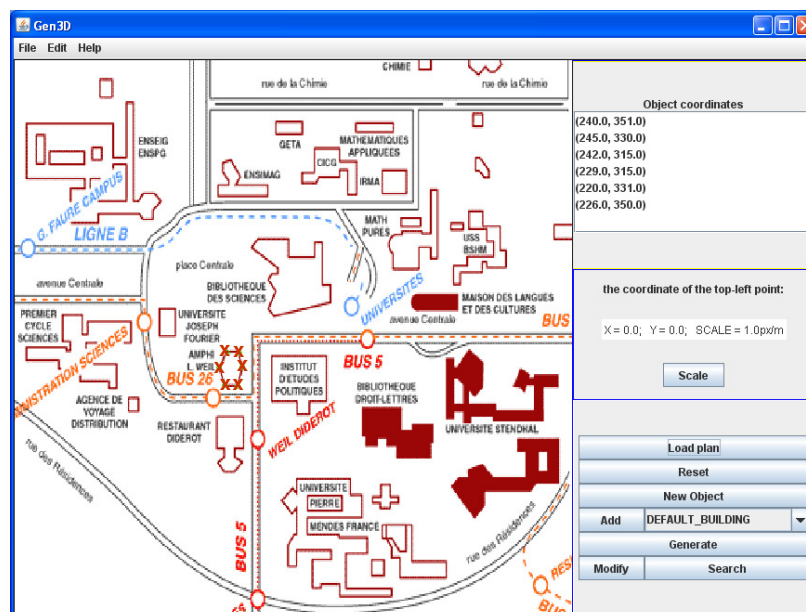 Gen3D
File Edit Help
CHIMIE
rue de la Chimie
rue de la Chimie
ENSEIG
ENSPG
GETA
MATHEMATIQUES
APPLIQUEES
CICG
ENSIMAG
IRMA
G. FAURE CAMPUS
LIGNE B
MATH
PURES
USS
BSHM
place Centrale
avenue Centrale
BIBLIOTHEQUE
DES SCIENCES
UNIVERSITES
MAISON DES LANGUES
ET DES CULTURES
avenue Centrale
PREMIER
CYCLE
SCIENCES
UNIVERSITE
JOSEPH
FOURIER
BUS
BUS 5
AMPHI
L. WEIL
X X
X X
X X
INISTRATION SCIENCES
BUS 26
INSTITUT
D'ETUDES
POLITIQUES
BIBLIOTHEQUE
DROIT-LETTRES
AGENCE DE
VOYAGE
DISTRIBUTION
RESTAURANT
DIDEROT
WEIL DIDEROT
UNIVERSITE STENDHAL
rue des Résidences
UNIVERSITE
PIERRE
MENDES FRANCE
BUS 5
rue des Résidences
RES
BU
Object coordinates
(240.0, 351.0)
(245.0, 330.0)
(242.0, 315.0)
(229.0, 315.0)
(220.0, 331.0)
(226.0, 350.0)
the coordinate of the top-left point:
X = 0.0; Y = 0.0; SCALE = 1.0px/m
Scale
Load plan
Reset
New Object
Add DEFAULT_BUILDING
Generate
Modify Search